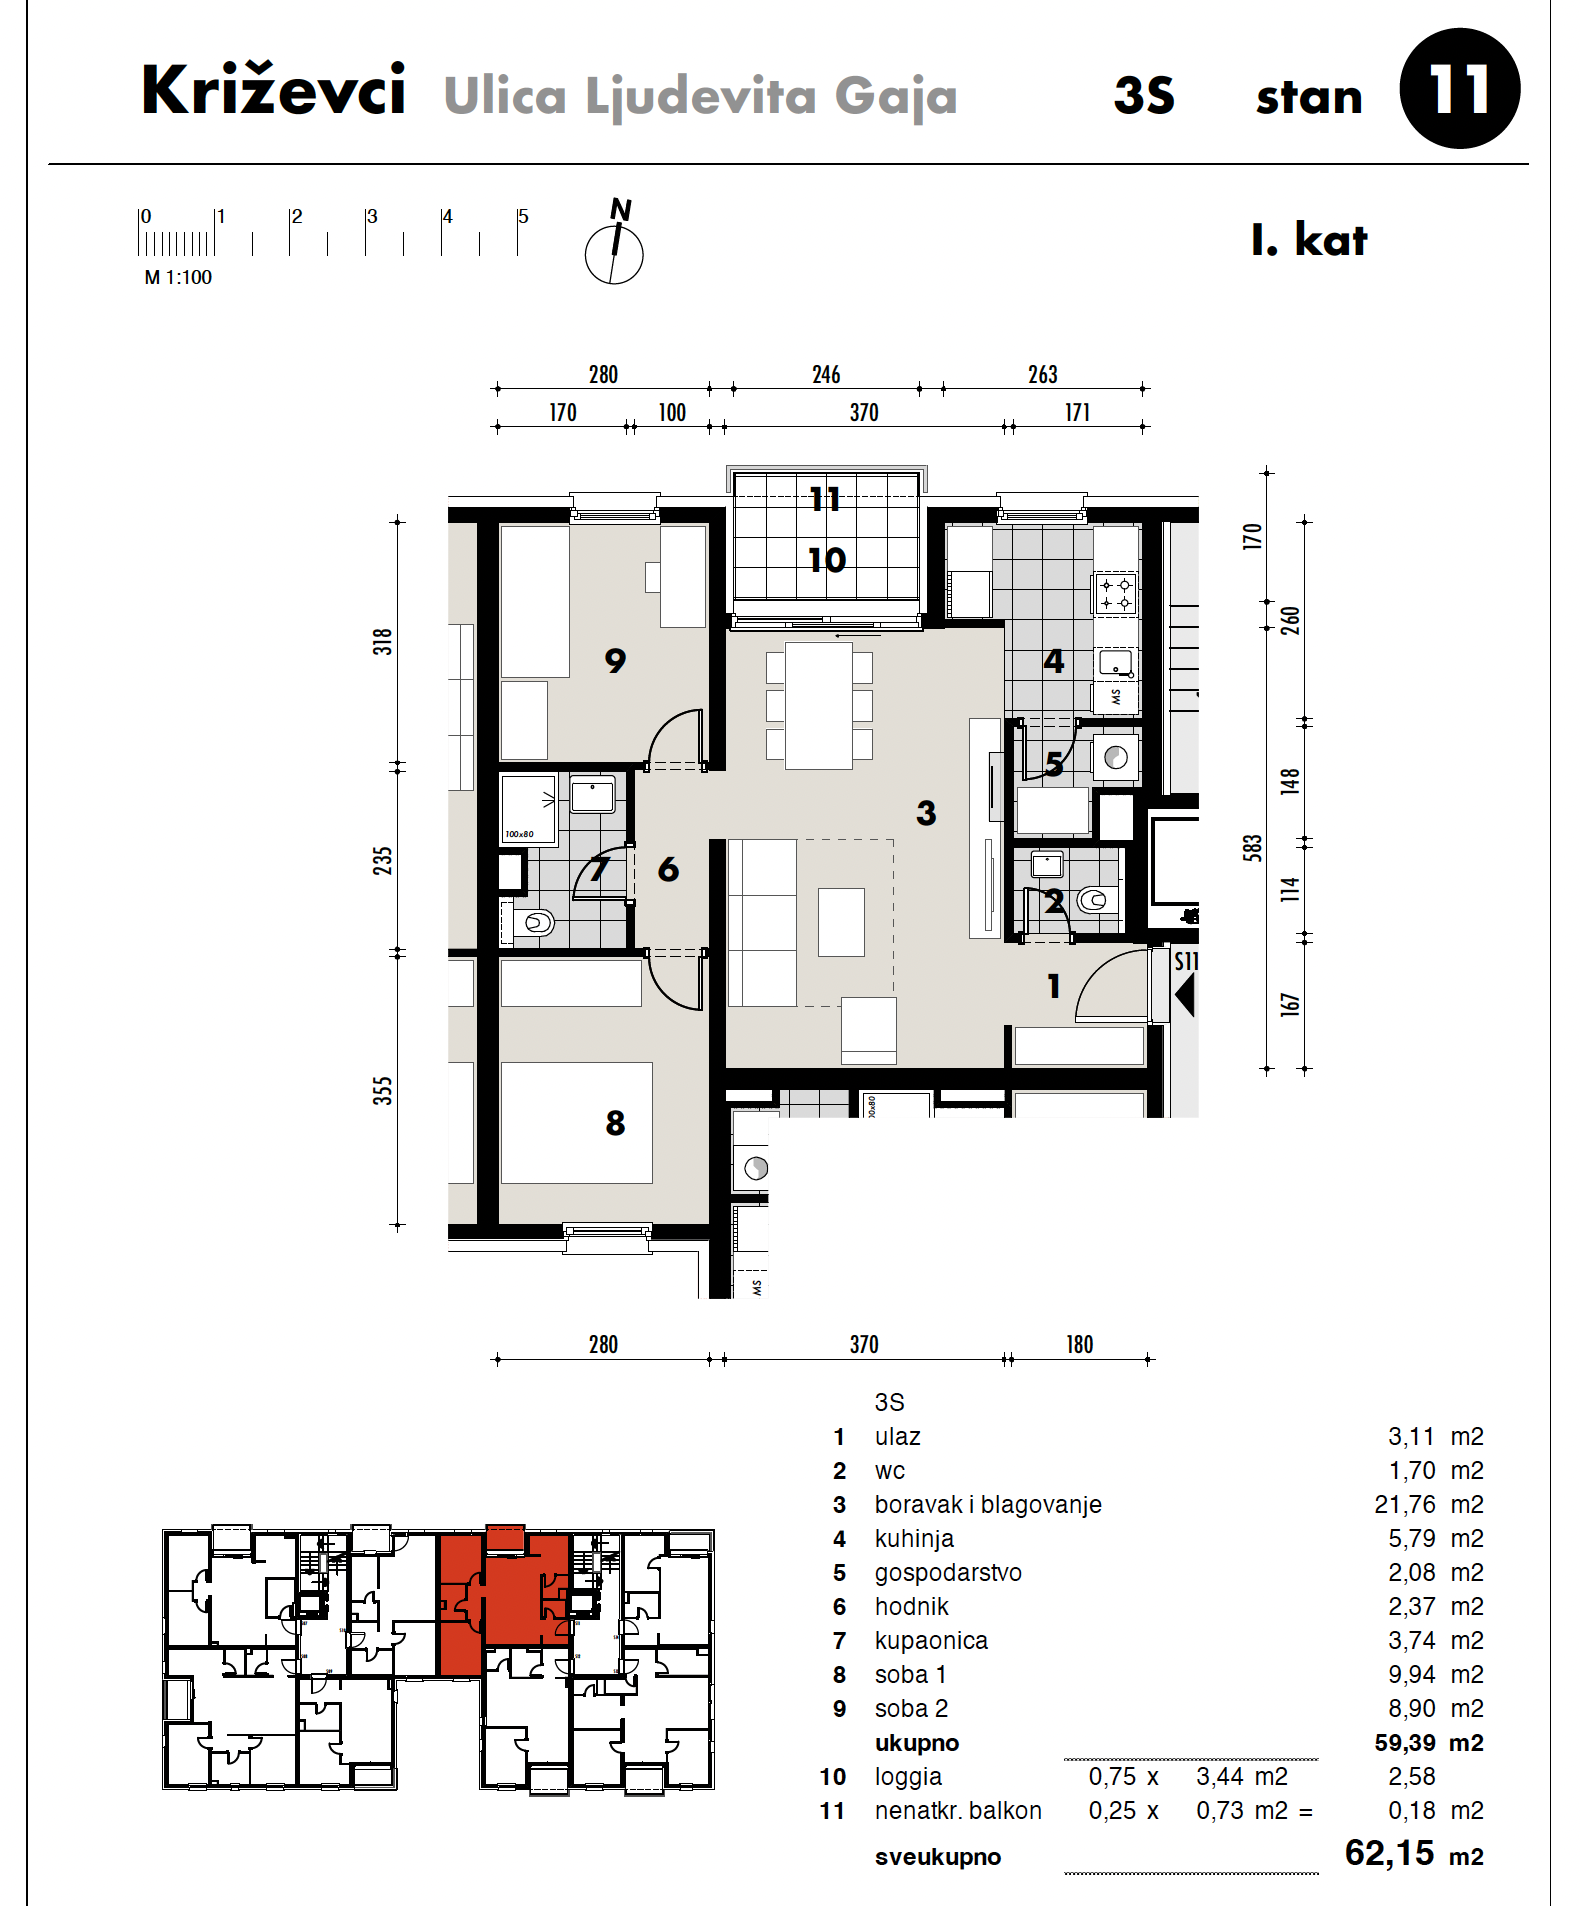 Križevci Ulica Ljudevita Gaja 3S stan 11
0 1 2 3 4 5
N
M 1:100
I. kat
280 246 263
170 100 370 171
11
10
170
260
318
9
4
MS
5
148
3
100x80
583
235
7
6
2
114
S11
1
167
355
8
00x80
MS
280 370 180
3S
1 ulaz 3,11 m2
2 wc 1,70 m2
3 boravak i blagovanje 21,76 m2
4 kuhinja 5,79 m2
5 gospodarstvo 2,08 m2
6 hodnik 2,37 m2
7 kupaonica 3,74 m2
8 soba 1 9,94 m2
9 soba 2 8,90 m2
ukupno 59,39 m2
10 loggia 0,75 x 3,44 m2 2,58
11 nenatkr. balkon 0,25 x 0,73 m2 = 0,18 m2
sveukupno 62,15 m2